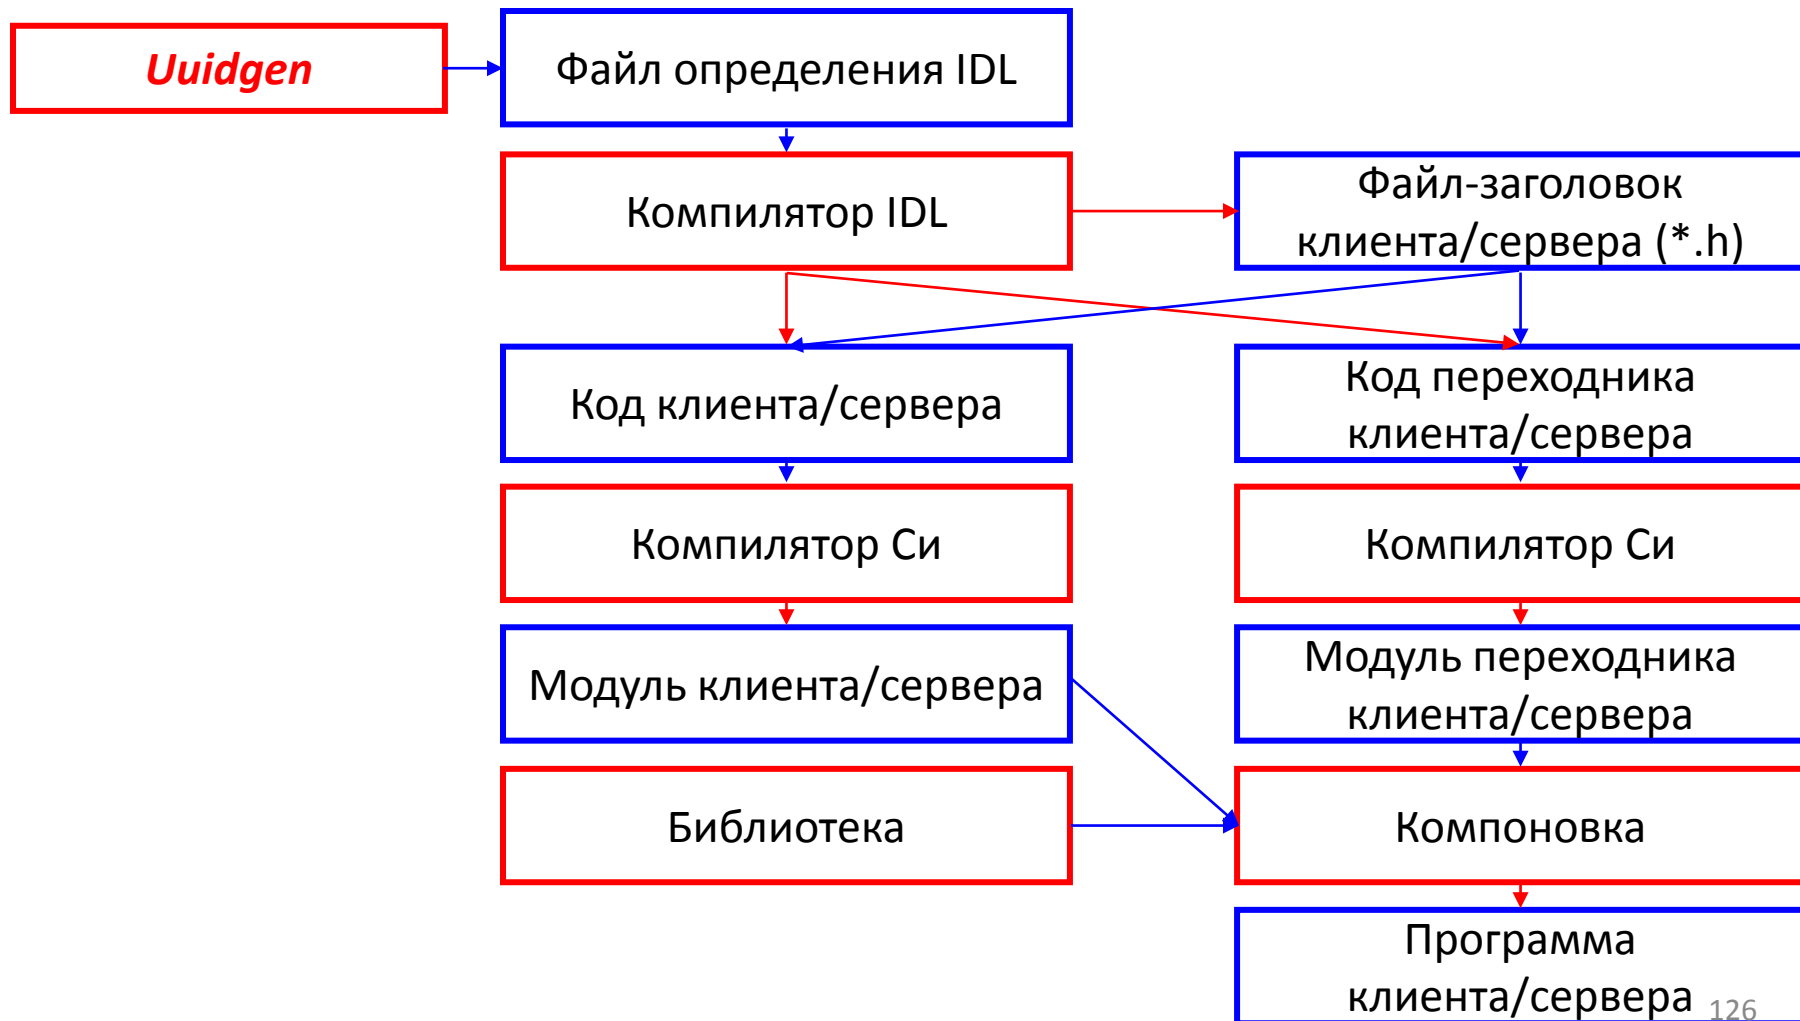 Uuidgen
Файл определения IDL
Компилятор IDL
Файл-заголовок
клиента/сервера (*.h)
Код клиента/сервера
Код переходника
клиента/сервера
Компилятор Си
Компилятор Си
Модуль клиента/сервера
Модуль переходника
клиента/сервера
Библиотека
Компоновка
Программа
клиента/сервера
126